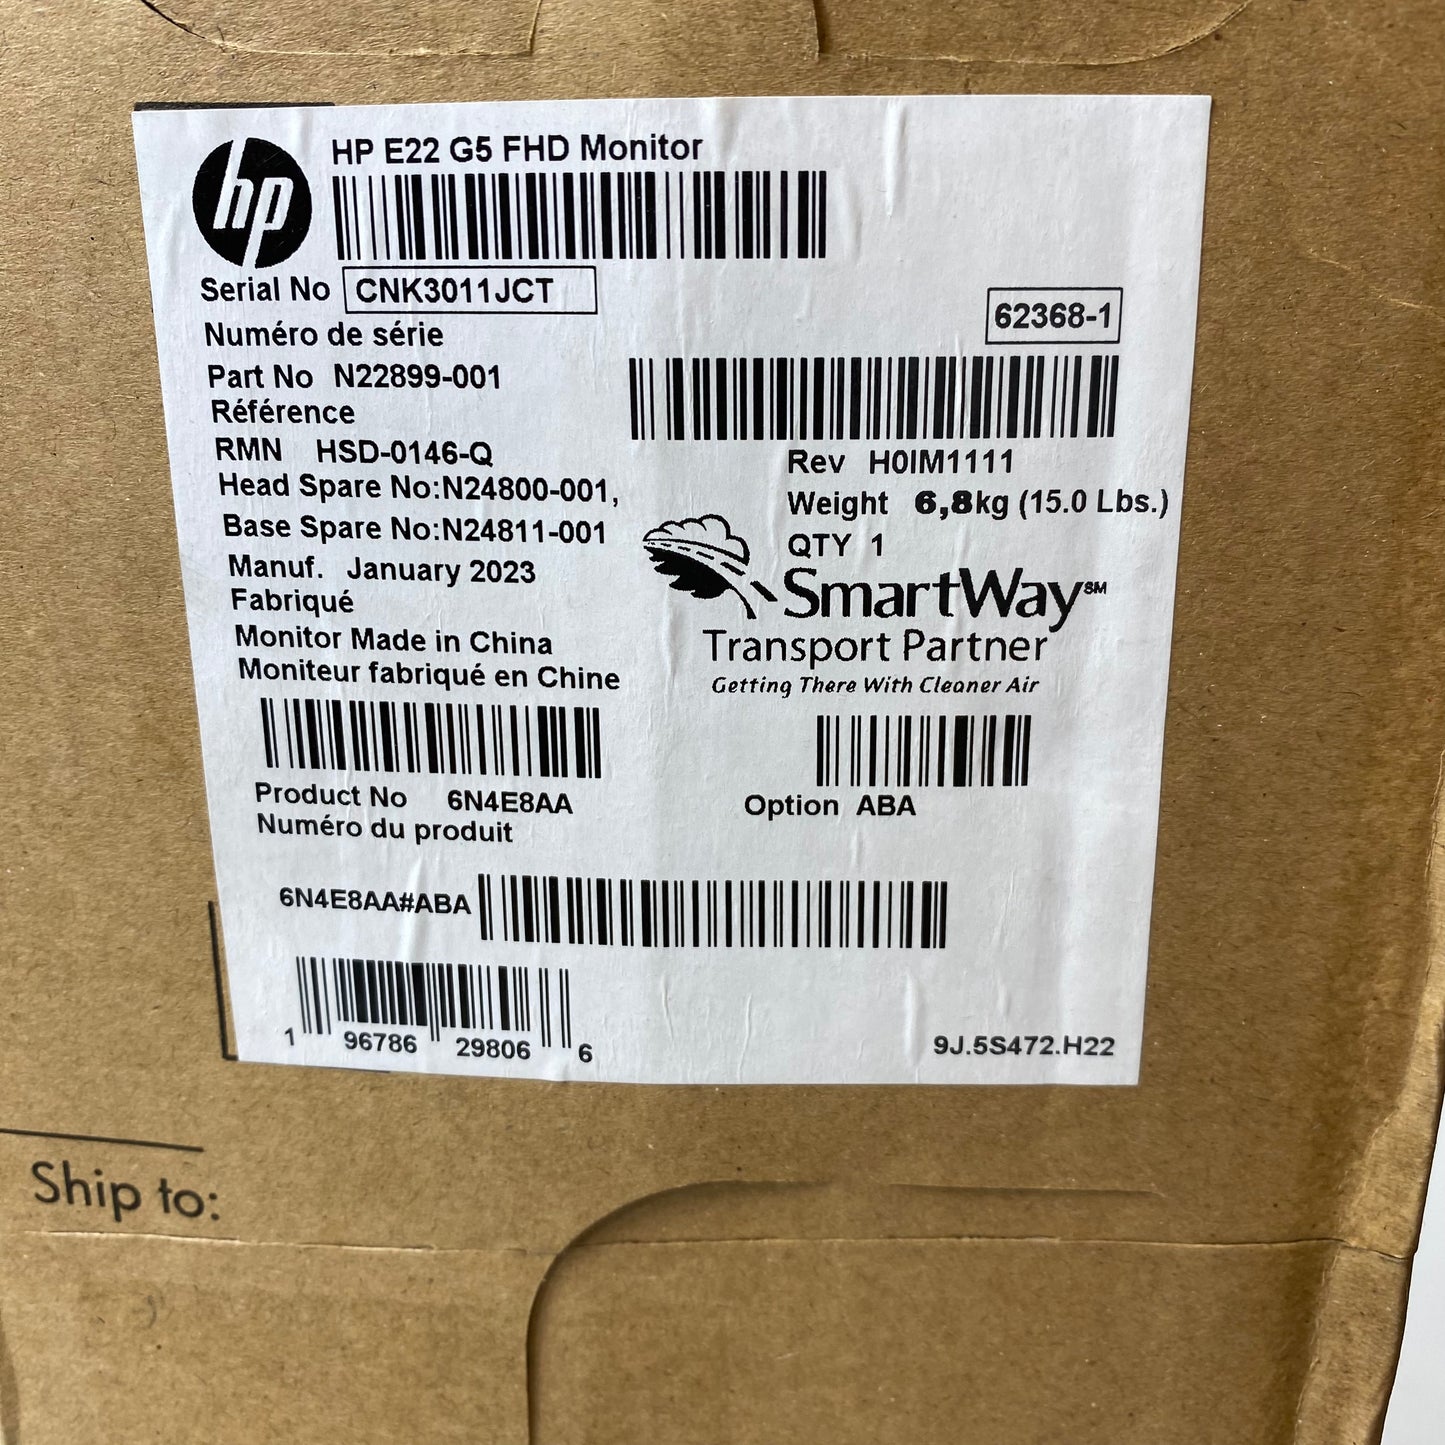 hp
HP E22 G5 FHD Monitor
Serial No CNK3011JCT
Numéro de série
62368-1
Part No N22899-001
Référence
RMN HSD-0146-Q
Rev H0IM1111
Head Spare No:N24800-001,
Weight 6,8kg (15.0 Lbs.)
Base Spare No:N24811-001
QTY 1
Manuf. January 2023
Fabriqué
SmartWay℠
Transport Partner
Getting There With Cleaner Air
Monitor Made in China
Moniteur fabriqué en Chine
Product No 6N4E8AA
Numéro du produit
Option ABA
6N4E8AA#ABA
1 96786 29806 6
9J.5S472.H22
Ship to: